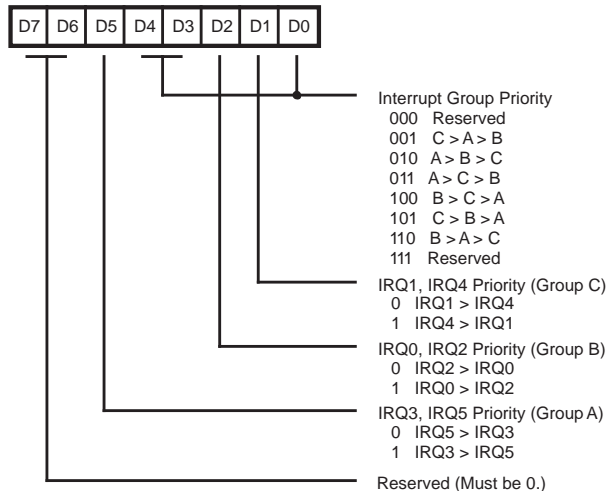 D7 D6 D5 D4 D3 D2 D1 D0
Interrupt Group Priority
000 Reserved
001 C > A > B
010 A > B > C
011 A > C > B
100 B > C > A
101 C > B > A
110 B > A > C
111 Reserved
IRQ1, IRQ4 Priority (Group C)
0 IRQ1 > IRQ4
1 IRQ4 > IRQ1
IRQ0, IRQ2 Priority (Group B)
0 IRQ2 > IRQ0
1 IRQ0 > IRQ2
IRQ3, IRQ5 Priority (Group A)
0 IRQ5 > IRQ3
1 IRQ3 > IRQ5
Reserved (Must be 0.)